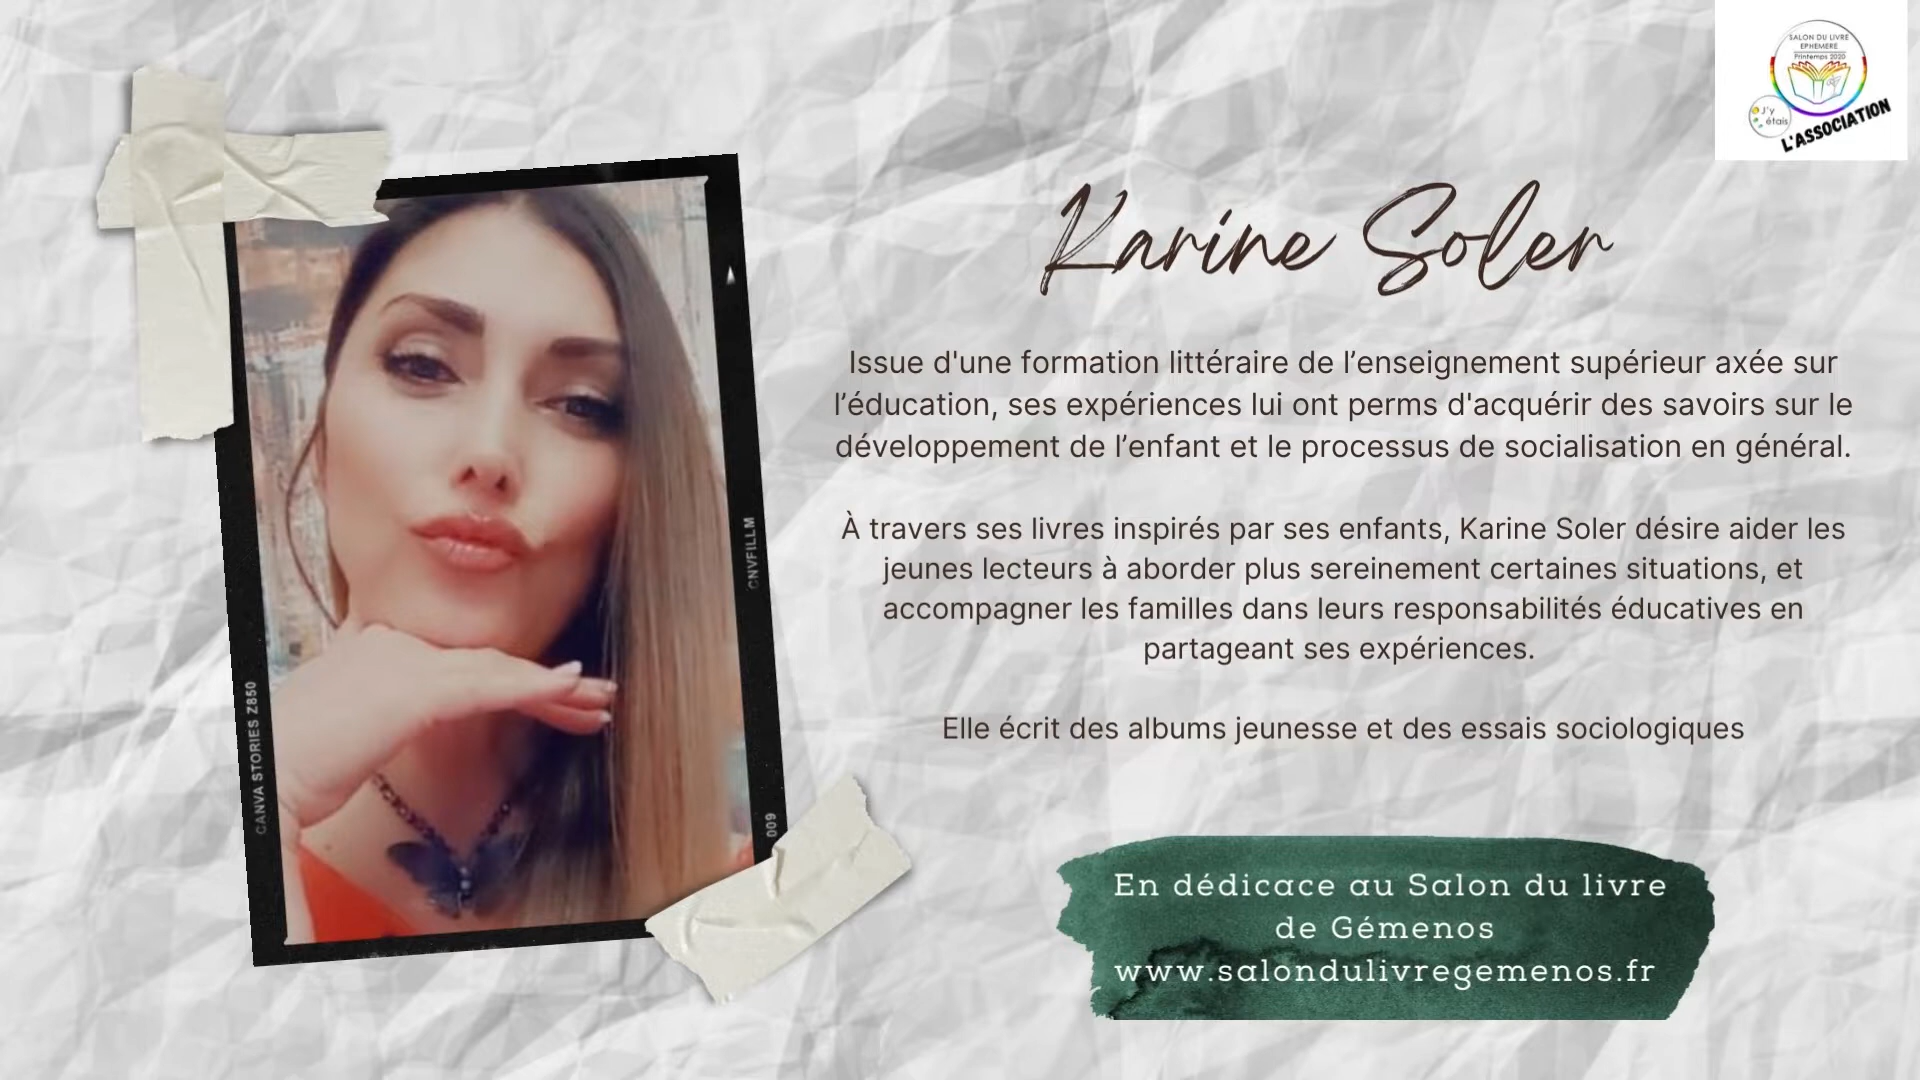 SALON DU LIVRE
EPHEMERE
Printemps 2020
J'y
étais
L'ASSOCIATION
Karine Soler
Issue d'une formation littéraire de l’enseignement supérieur axée sur
l’éducation, ses expériences lui ont perms d'acquérir des savoirs sur le
développement de l’enfant et le processus de socialisation en général.
À travers ses livres inspirés par ses enfants, Karine Soler désire aider les
jeunes lecteurs à aborder plus sereinement certaines situations, et
accompagner les familles dans leurs responsabilités éducatives en
partageant ses expériences.
Elle écrit des albums jeunesse et des essais sociologiques
En dédicace au Salon du livre
de Gémenos
www.salondulivregemenos.fr
CANVA STORIES Z850
CNVFILLM
009